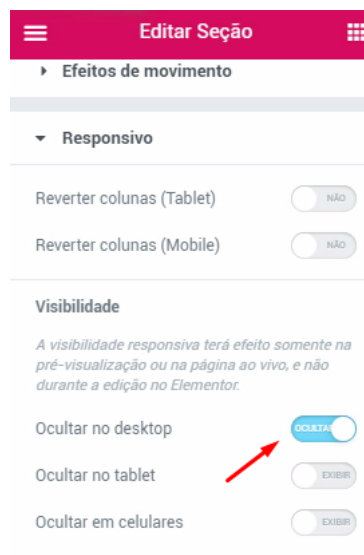 Editar Seção
Efeitos de movimento
Responsivo
Reverter colunas (Tablet) NÃO
Reverter colunas (Mobile) NÃO
Visibilidade
A visibilidade responsiva terá efeito somente na
pré-visualização ou na página ao vivo, e não
durante a edição no Elementor.
Ocultar no desktop
Ocultar no tablet EXIBIR
Ocultar em celulares EXIBIR